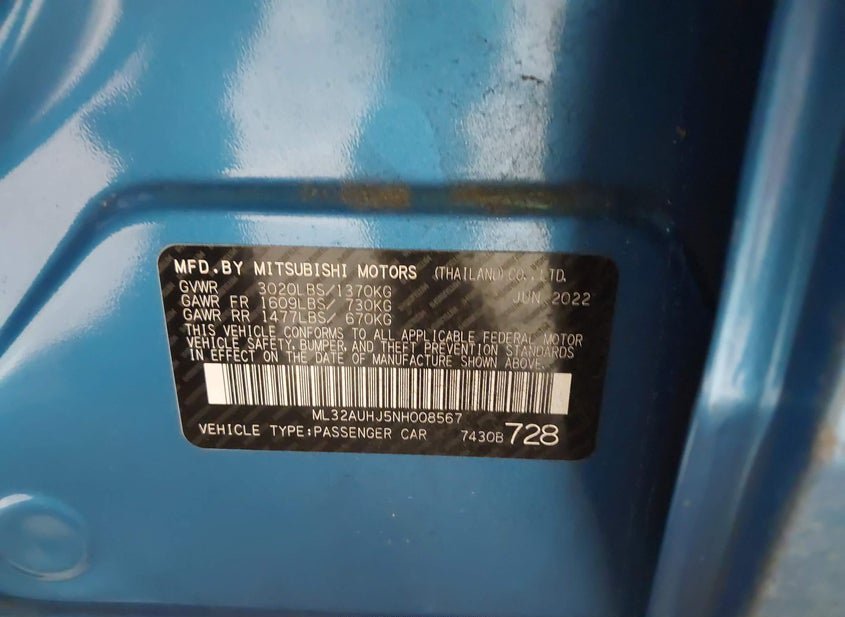 MFD.BY MITSUBISHI MOTORS (THAILAND) CO., LTD.
GVWR 3020LBS/1370KG JUN 2022
GAWR FR 1609LBS/ 730KG
GAWR RR 1477LBS/ 670KG
THIS VEHICLE CONFORMS TO ALL APPLICABLE FEDERAL MOTOR
VEHICLE SAFETY, BUMPER, AND THEFT PREVENTION STANDARDS
IN EFFECT ON THE DATE OF MANUFACTURE SHOWN ABOVE.
ML32AUHJ5NH008567
VEHICLE TYPE:PASSENGER CAR 7430B 728